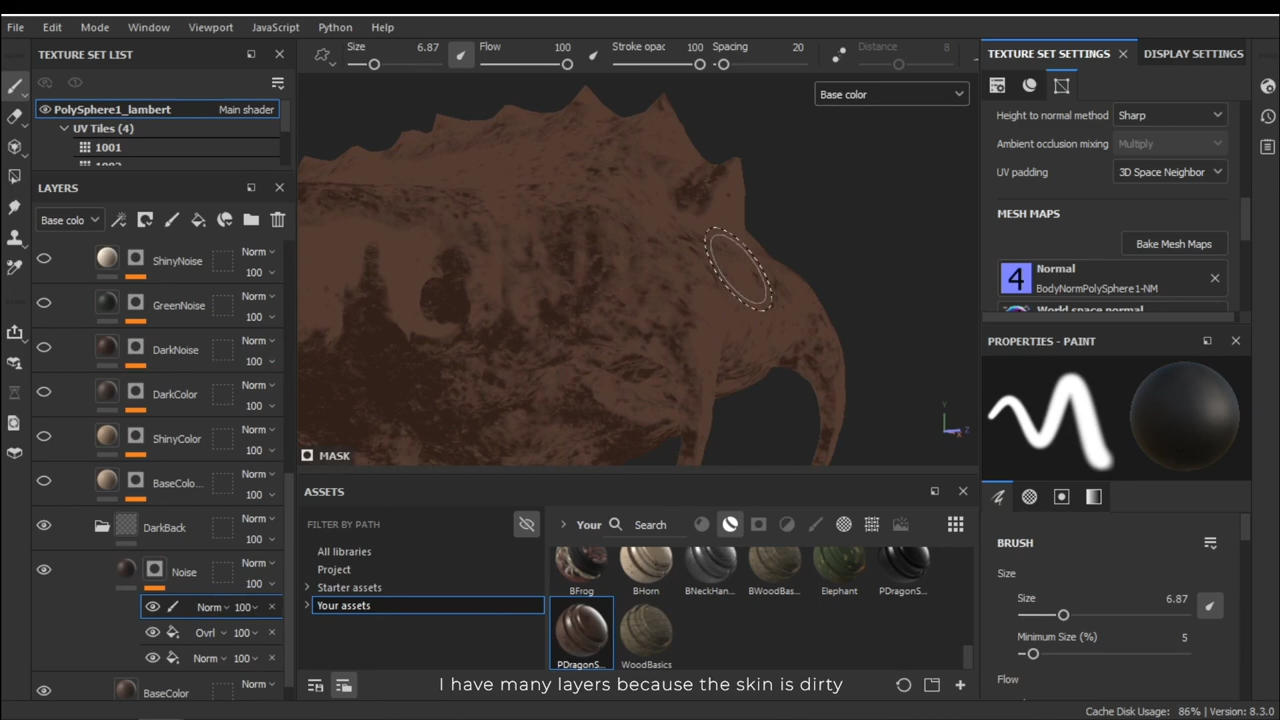 File Edit Mode Window Viewport JavaScript Python Help
TEXTURE SET LIST
PolySphere1_lambert Main shader
UV Tiles (4)
1001
LAYERS
Base colo
ShinyNoise Norm 100
GreenNoise Norm 100
DarkNoise Norm 100
DarkColor Norm 100
ShinyColor Norm 100
BaseColo... Norm 100
DarkBack Norm 100
Noise Norm 100
Norm 100
Ovrl 100
Norm 100
BaseColor Norm
Size 6.87 Flow 100 Stroke opac 100 Spacing 20 Distance 8
Base color
Y
Z
MASK
ASSETS
FILTER BY PATH
All libraries
Project
Starter assets
Your assets
Your Search
BFrog BHorn BNeckHan... BWoodBas... Elephant PDragonS...
PDragonS... WoodBasics
I have many layers because the skin is dirty
TEXTURE SET SETTINGS DISPLAY SETTINGS
Height to normal method Sharp
Ambient occlusion mixing Multiply
UV padding 3D Space Neighbor
MESH MAPS
Bake Mesh Maps
4
Normal
BodyNormPolySphere1-NM
World space normal
PROPERTIES - PAINT
BRUSH
Size
Size 6.87
Minimum Size (%) 5
Flow
Cache Disk Usage: 86% | Version: 8.3.0